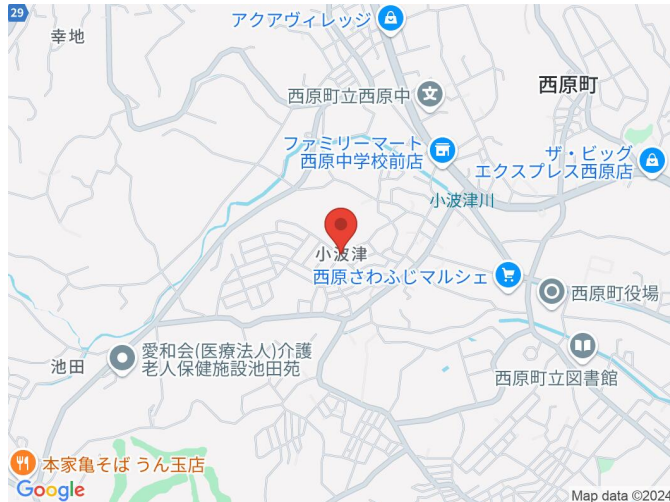 29
幸地
アクアヴィレッジ
西原町立西原中
文
西原町
ファミリーマート
西原中学校前店
ザ・ビッグ
エクスプレス西原店
小波津川
小波津
西原さわふじマルシェ
西原町役場
池田
愛和会(医療法人)介護
老人保健施設池田苑
西原町立図書館
本家亀そば うん玉店
Google
Map data ©2024